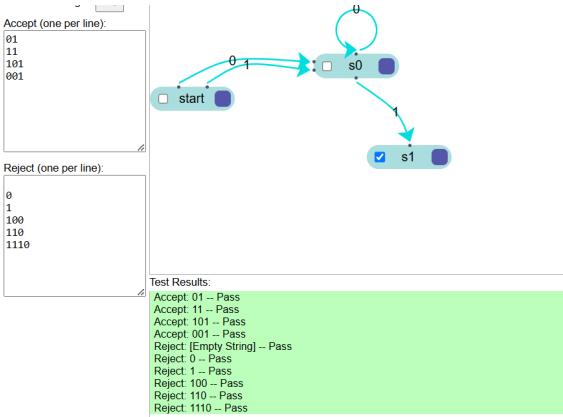 Accept (one per line):
01
11
101
001
Reject (one per line):
0
1
100
110
1110
0
0
1
s0
start
1
s1
Test Results:
Accept: 01 -- Pass
Accept: 11 -- Pass
Accept: 101 -- Pass
Accept: 001 -- Pass
Reject: [Empty String] -- Pass
Reject: 0 -- Pass
Reject: 1 -- Pass
Reject: 100 -- Pass
Reject: 110 -- Pass
Reject: 1110 -- Pass